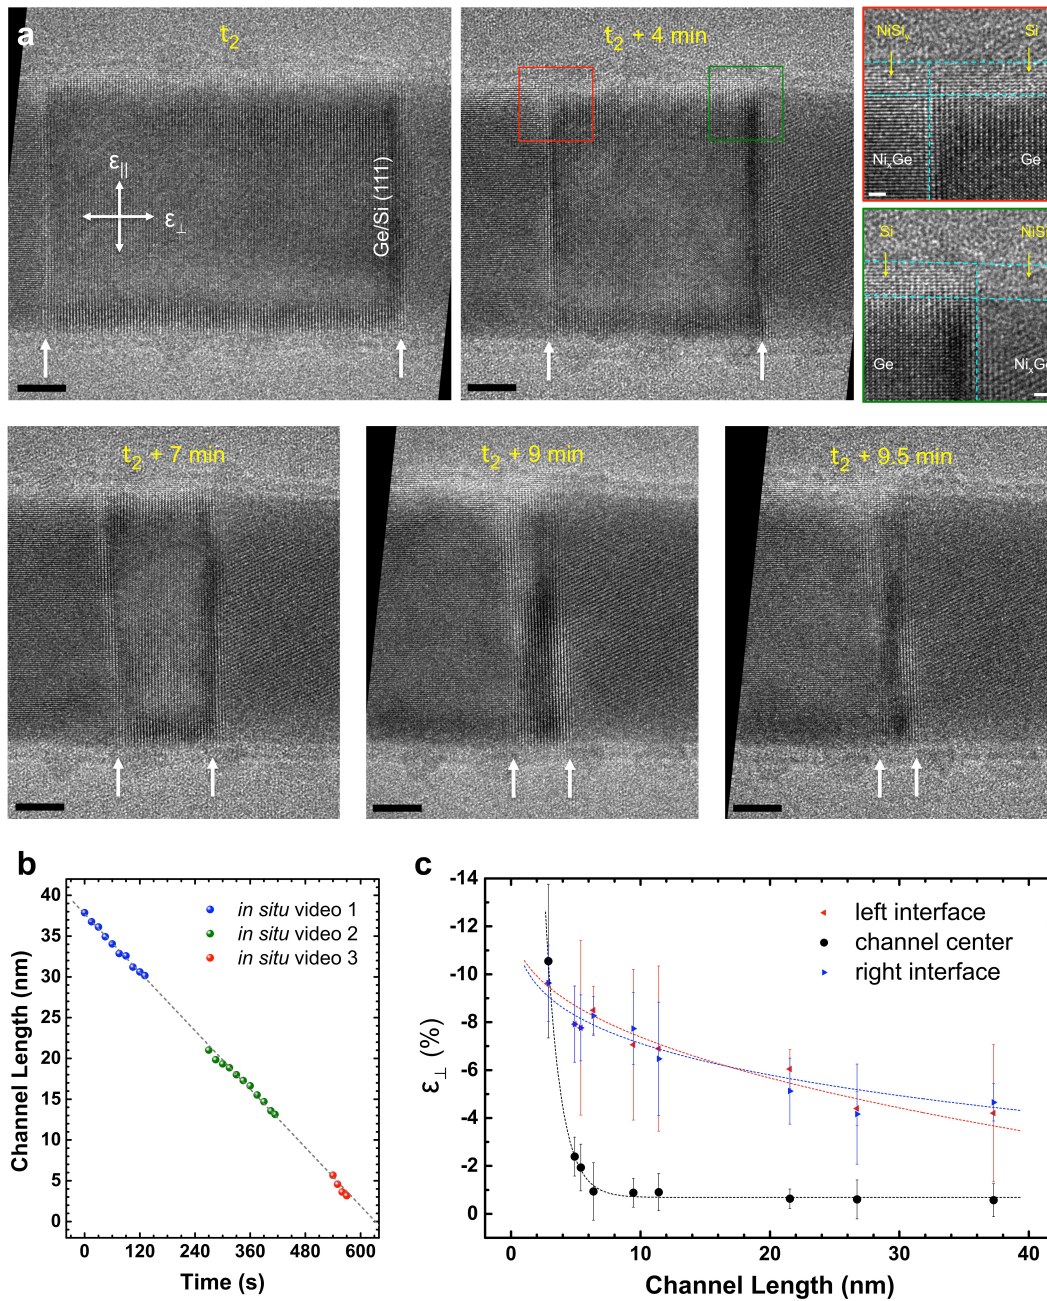 a
t₂
ε||
ε⊥
Ge/Si (111)
t₂ + 4 min
NiSiᵧ
Si
NiₓGe
Ge
Si
NiSi
Ge
NiₓGe
t₂ + 7 min
t₂ + 9 min
t₂ + 9.5 min
b
Channel Length (nm)
40
35
30
25
20
15
10
5
0
in situ video 1
in situ video 2
in situ video 3
0 120 240 360 480 600
Time (s)
c
ε⊥ (%)
-14
-12
-10
-8
-6
-4
-2
0
left interface
channel center
right interface
0 10 20 30 40
Channel Length (nm)